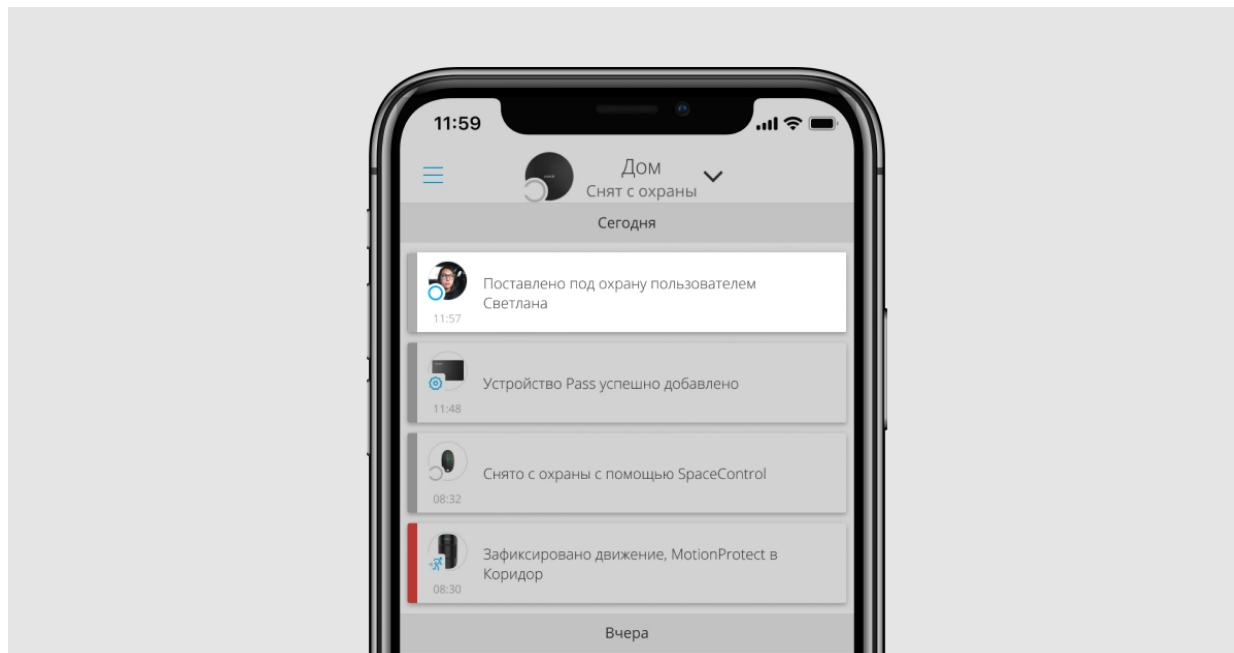 11:59
Дом
Снят с охраны
Сегодня
Поставлено под охрану пользователем
Светлана
11:57
Устройство Pass успешно добавлено
11:48
Снято с охраны с помощью SpaceControl
08:32
Зафиксировано движение, MotionProtect в
Коридор
08:30
Вчера